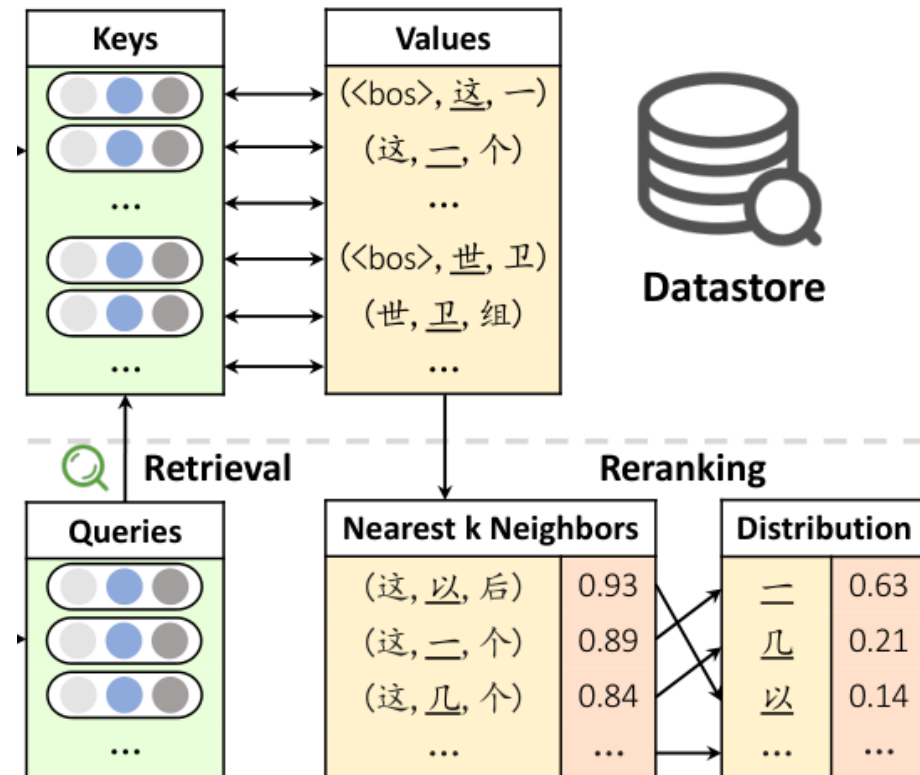 Keys
Values
(<bos>, 这, 一)
(这, 一, 个)
... ...
(<bos>, 世, 卫)
(世, 卫, 组)
... ...
Datastore
Retrieval
Reranking
Queries
...
Nearest k Neighbors
(这, 以, 后) 0.93
(这, 一, 个) 0.89
(这, 几, 个) 0.84
... ...
Distribution
一 0.63
几 0.21
以 0.14
... ...